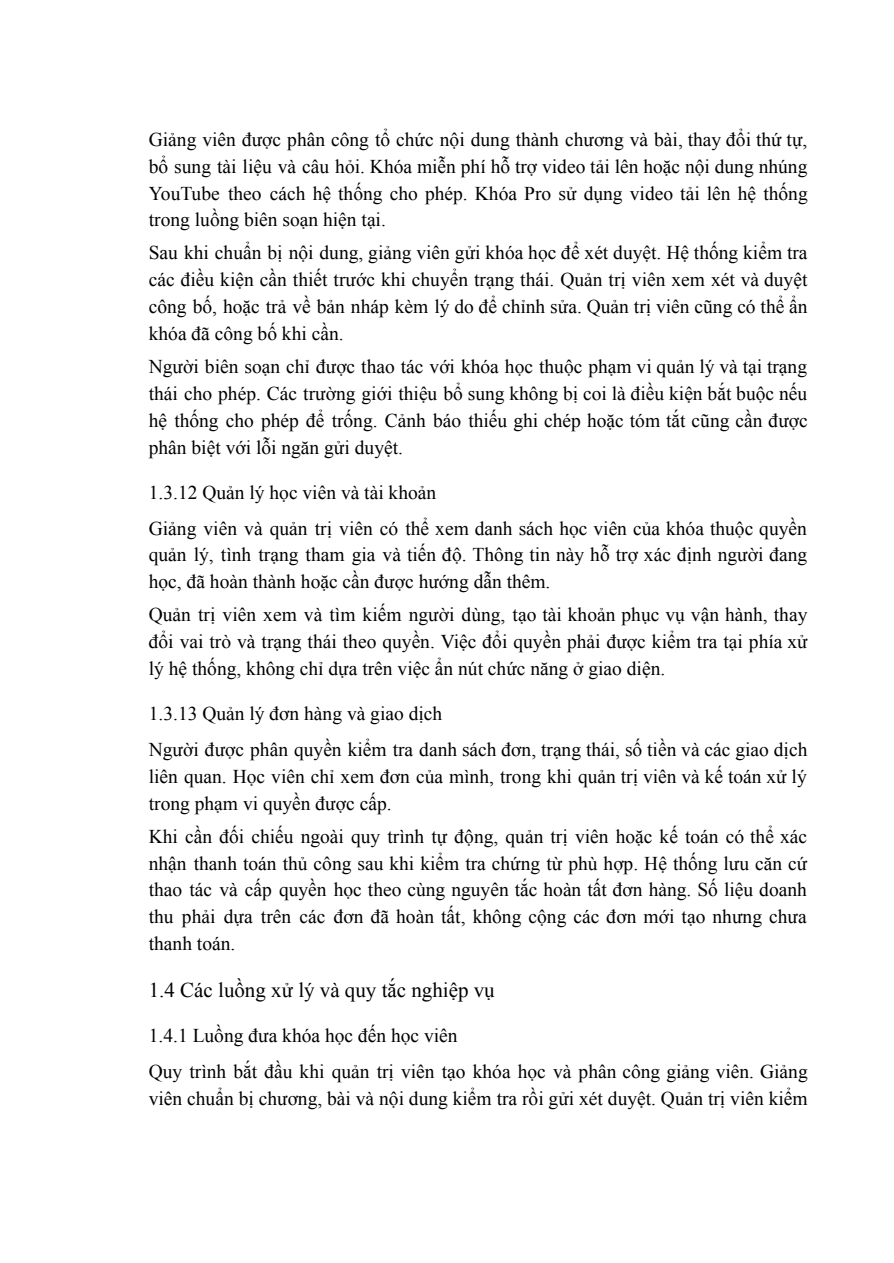 Giảng viên được phân công tổ chức nội dung thành chương và bài, thay đổi thứ tự,
bổ sung tài liệu và câu hỏi. Khóa miễn phí hỗ trợ video tải lên hoặc nội dung nhúng
YouTube theo cách hệ thống cho phép. Khóa Pro sử dụng video tải lên hệ thống
trong luồng biên soạn hiện tại.
Sau khi chuẩn bị nội dung, giảng viên gửi khóa học để xét duyệt. Hệ thống kiểm tra
các điều kiện cần thiết trước khi chuyển trạng thái. Quản trị viên xem xét và duyệt
công bố, hoặc trả về bản nháp kèm lý do để chỉnh sửa. Quản trị viên cũng có thể ẩn
khóa đã công bố khi cần.
Người biên soạn chỉ được thao tác với khóa học thuộc phạm vi quản lý và tại trạng
thái cho phép. Các trường giới thiệu bổ sung không bị coi là điều kiện bắt buộc nếu
hệ thống cho phép để trống. Cảnh báo thiếu ghi chép hoặc tóm tắt cũng cần được
phân biệt với lỗi ngăn gửi duyệt.
1.3.12 Quản lý học viên và tài khoản
Giảng viên và quản trị viên có thể xem danh sách học viên của khóa thuộc quyền
quản lý, tình trạng tham gia và tiến độ. Thông tin này hỗ trợ xác định người đang
học, đã hoàn thành hoặc cần được hướng dẫn thêm.
Quản trị viên xem và tìm kiếm người dùng, tạo tài khoản phục vụ vận hành, thay
đổi vai trò và trạng thái theo quyền. Việc đổi quyền phải được kiểm tra tại phía xử
lý hệ thống, không chỉ dựa trên việc ẩn nút chức năng ở giao diện.
1.3.13 Quản lý đơn hàng và giao dịch
Người được phân quyền kiểm tra danh sách đơn, trạng thái, số tiền và các giao dịch
liên quan. Học viên chỉ xem đơn của mình, trong khi quản trị viên và kế toán xử lý
trong phạm vi quyền được cấp.
Khi cần đối chiếu ngoài quy trình tự động, quản trị viên hoặc kế toán có thể xác
nhận thanh toán thủ công sau khi kiểm tra chứng từ phù hợp. Hệ thống lưu căn cứ
thao tác và cấp quyền học theo cùng nguyên tắc hoàn tất đơn hàng. Số liệu doanh
thu phải dựa trên các đơn đã hoàn tất, không cộng các đơn mới tạo nhưng chưa
thanh toán.
1.4 Các luồng xử lý và quy tắc nghiệp vụ
1.4.1 Luồng đưa khóa học đến học viên
Quy trình bắt đầu khi quản trị viên tạo khóa học và phân công giảng viên. Giảng
viên chuẩn bị chương, bài và nội dung kiểm tra rồi gửi xét duyệt. Quản trị viên kiểm